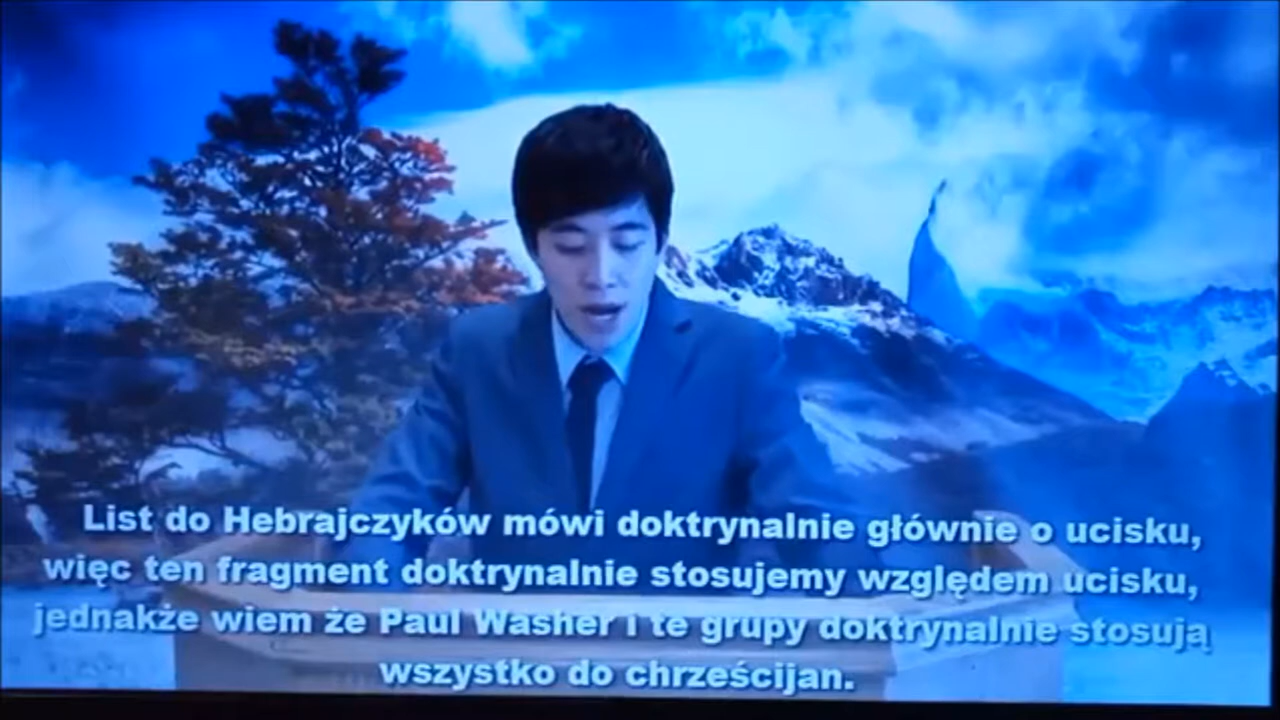 List do Hebrajczyków mówi doktrynalnie głównie o ucisku,
więc ten fragment doktrynalnie stosujemy względem ucisku,
jednakże wiem że Paul Washer i te grupy doktrynalnie stosują
wszystko do chrześcijan.